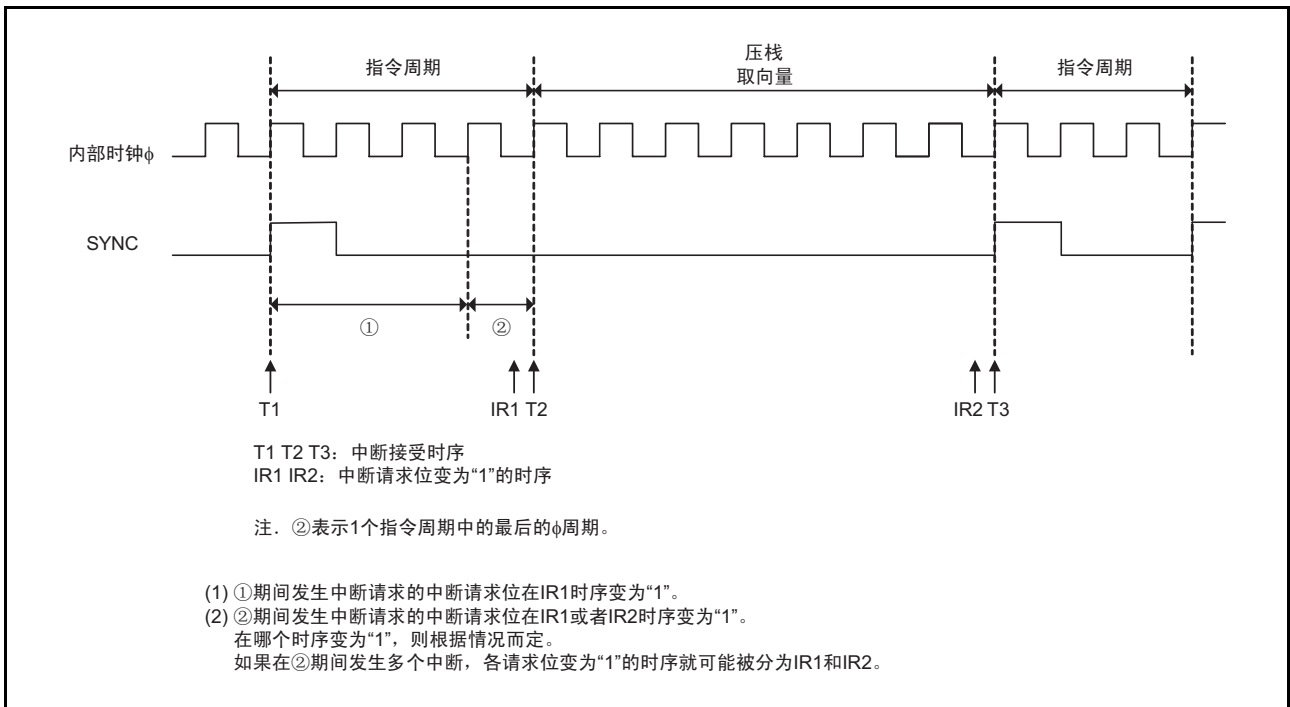 指令周期
压栈
取向量
指令周期
内部时钟ϕ
SYNC
① ②
T1 IR1 T2 IR2 T3
T1 T2 T3：中断接受时序
IR1 IR2：中断请求位变为“1”的时序
注．②表示1个指令周期中的最后的ϕ周期。
(1) ①期间发生中断请求的中断请求位在IR1时序变为“1”。
(2) ②期间发生中断请求的中断请求位在IR1或者IR2时序变为“1”。
在哪个时序变为“1”，则根据情况而定。
如果在②期间发生多个中断，各请求位变为“1”的时序就可能被分为IR1和IR2。